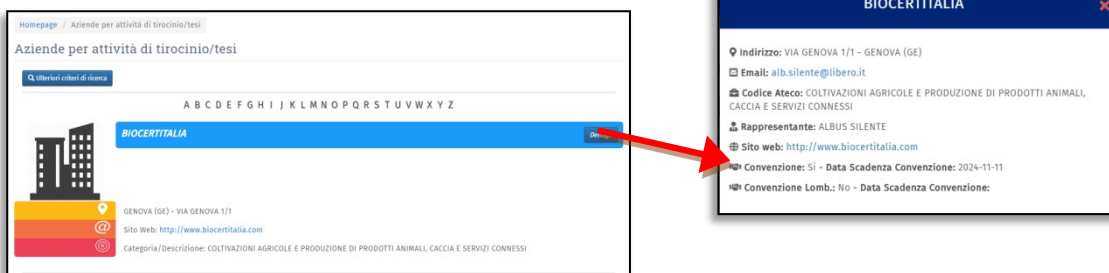 Homepage / Aziende per attività di tirocinio/tesi
Aziende per attività di tirocinio/tesi
Ulteriori criteri di ricerca
A B C D E F G H I J K L M N O P Q R S T U V W X Y Z
BIOCERTITALIA
GENOVA (GE) - VIA GENOVA 1/1
Sito Web: http://www.biocertitalia.com
Categoria/Descrizione: COLTIVAZIONI AGRICOLE E PRODUZIONE DI PRODOTTI ANIMALI, CACCIA E SERVIZI CONNESSI
BIOCERTITALIA
Indirizzo: VIA GENOVA 1/1 - GENOVA (GE)
Email: alb.silente@libero.it
Codice Ateco: COLTIVAZIONI AGRICOLE E PRODUZIONE DI PRODOTTI ANIMALI,
CACCIA E SERVIZI CONNESSI
Rappresentante: ALBUS SILENTE
Sito web: http://www.biocertitalia.com
Convenzione: Si - Data Scadenza Convenzione: 2024-11-11
Convenzione Lomb.: No - Data Scadenza Convenzione: